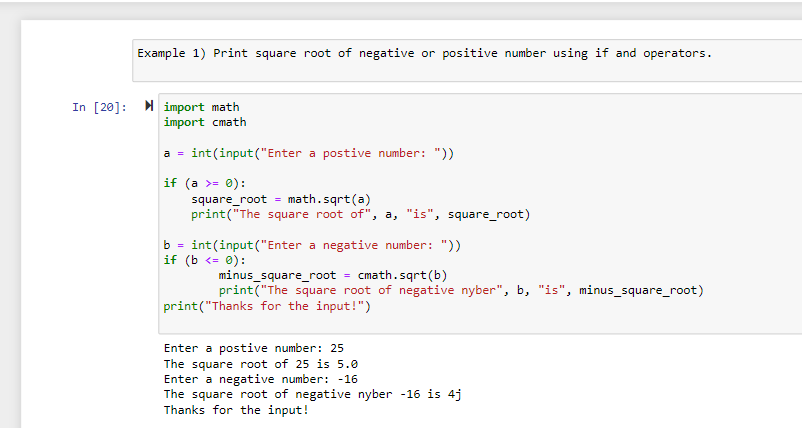 Example 1) Print square root of negative or positive number using if and operators.
In [20]:
import math
import cmath
a = int(input("Enter a postive number: "))
if (a >= 0):
square_root = math.sqrt(a)
print("The square root of", a, "is", square_root)
b = int(input("Enter a negative number: "))
if (b <= 0):
minus_square_root = cmath.sqrt(b)
print("The square root of negative nyber", b, "is", minus_square_root)
print("Thanks for the input!")
Enter a postive number: 25
The square root of 25 is 5.0
Enter a negative number: -16
The square root of negative nyber -16 is 4j
Thanks for the input!